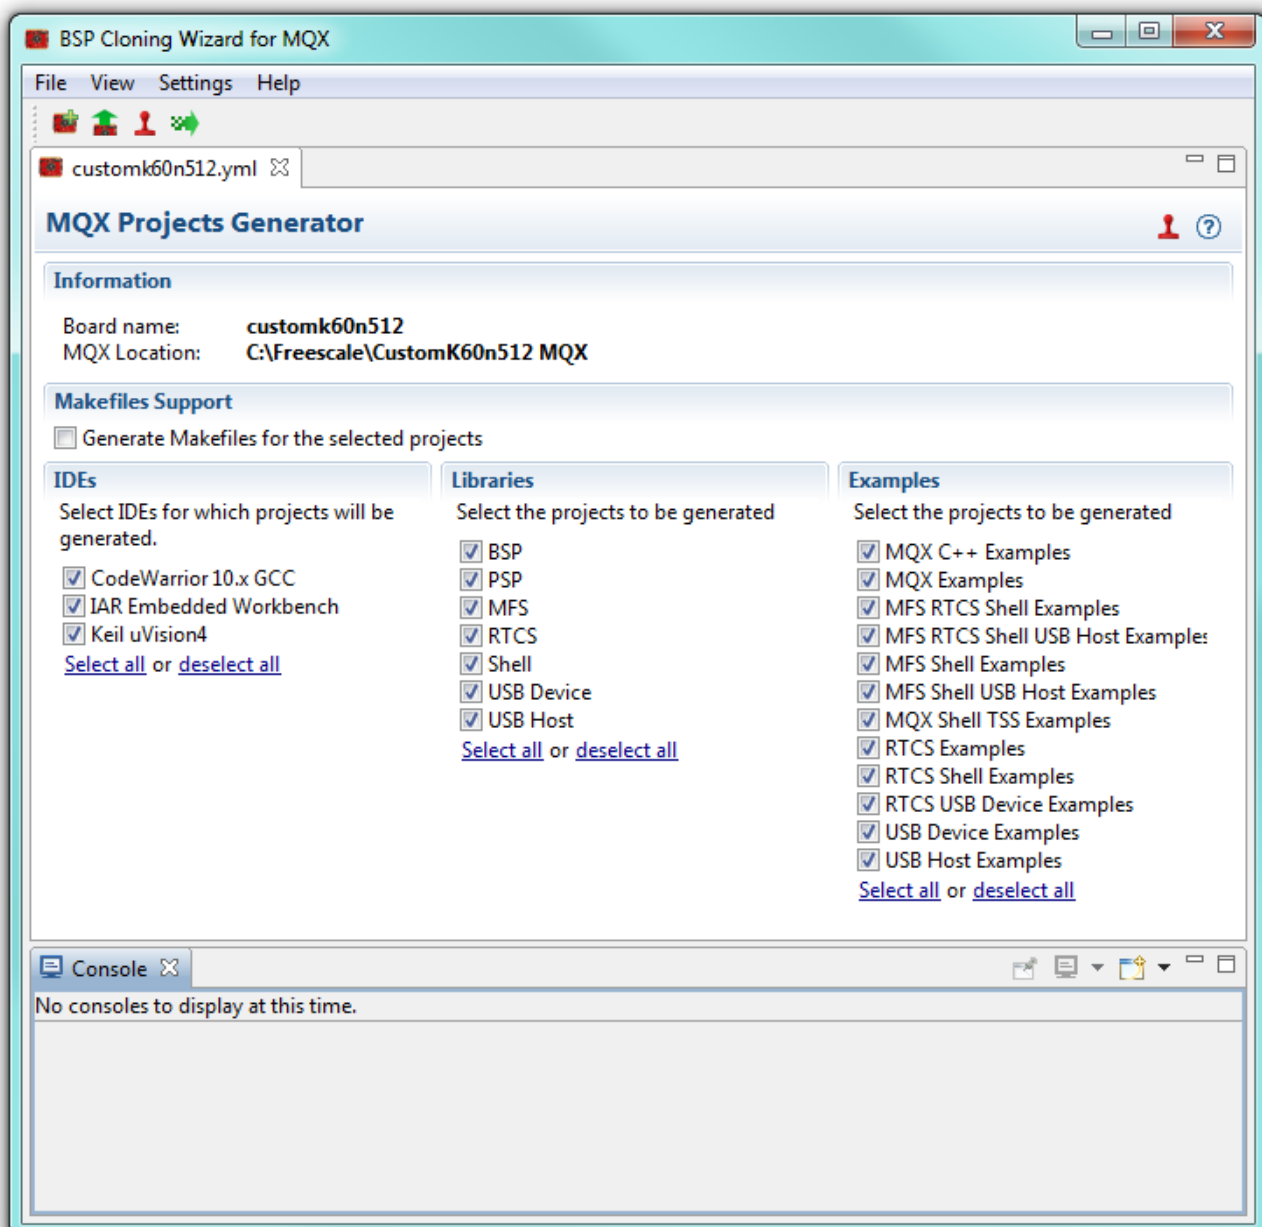 BSP Cloning Wizard for MQX
File View Settings Help
customk60n512.yml
MQX Projects Generator
Information
Board name: customk60n512
MQX Location: C:\Freescale\CustomK60n512 MQX
Makefiles Support
Generate Makefiles for the selected projects
IDEs
Select IDEs for which projects will be
generated.
CodeWarrior 10.x GCC
IAR Embedded Workbench
Keil uVision4
Select all or deselect all
Libraries
Select the projects to be generated
BSP
PSP
MFS
RTCS
Shell
USB Device
USB Host
Select all or deselect all
Examples
Select the projects to be generated
MQX C++ Examples
MQX Examples
MFS RTCS Shell Examples
MFS RTCS Shell USB Host Examples
MFS Shell Examples
MFS Shell USB Host Examples
MQX Shell TSS Examples
RTCS Examples
RTCS Shell Examples
RTCS USB Device Examples
USB Device Examples
USB Host Examples
Select all or deselect all
Console
No consoles to display at this time.